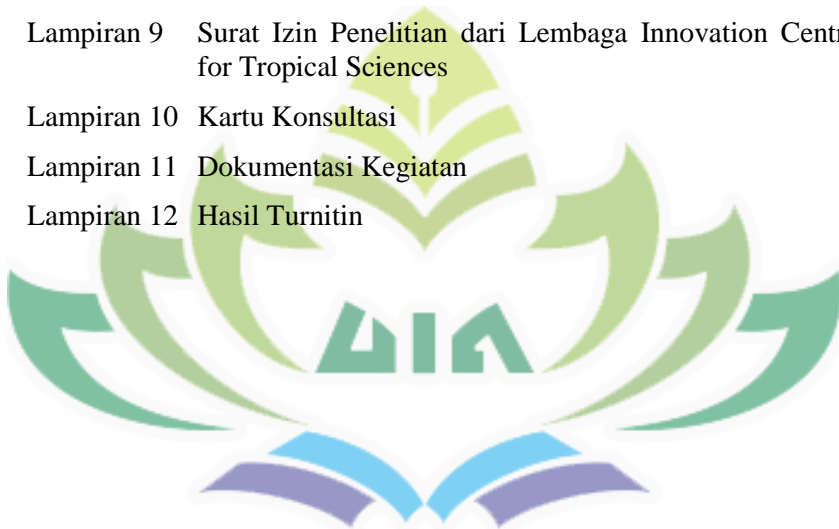 Lampiran 9 Surat Izin Penelitian dari Lembaga Innovation Centr
for Tropical Sciences
Lampiran 10 Kartu Konsultasi
Lampiran 11 Dokumentasi Kegiatan
Lampiran 12 Hasil Turnitin